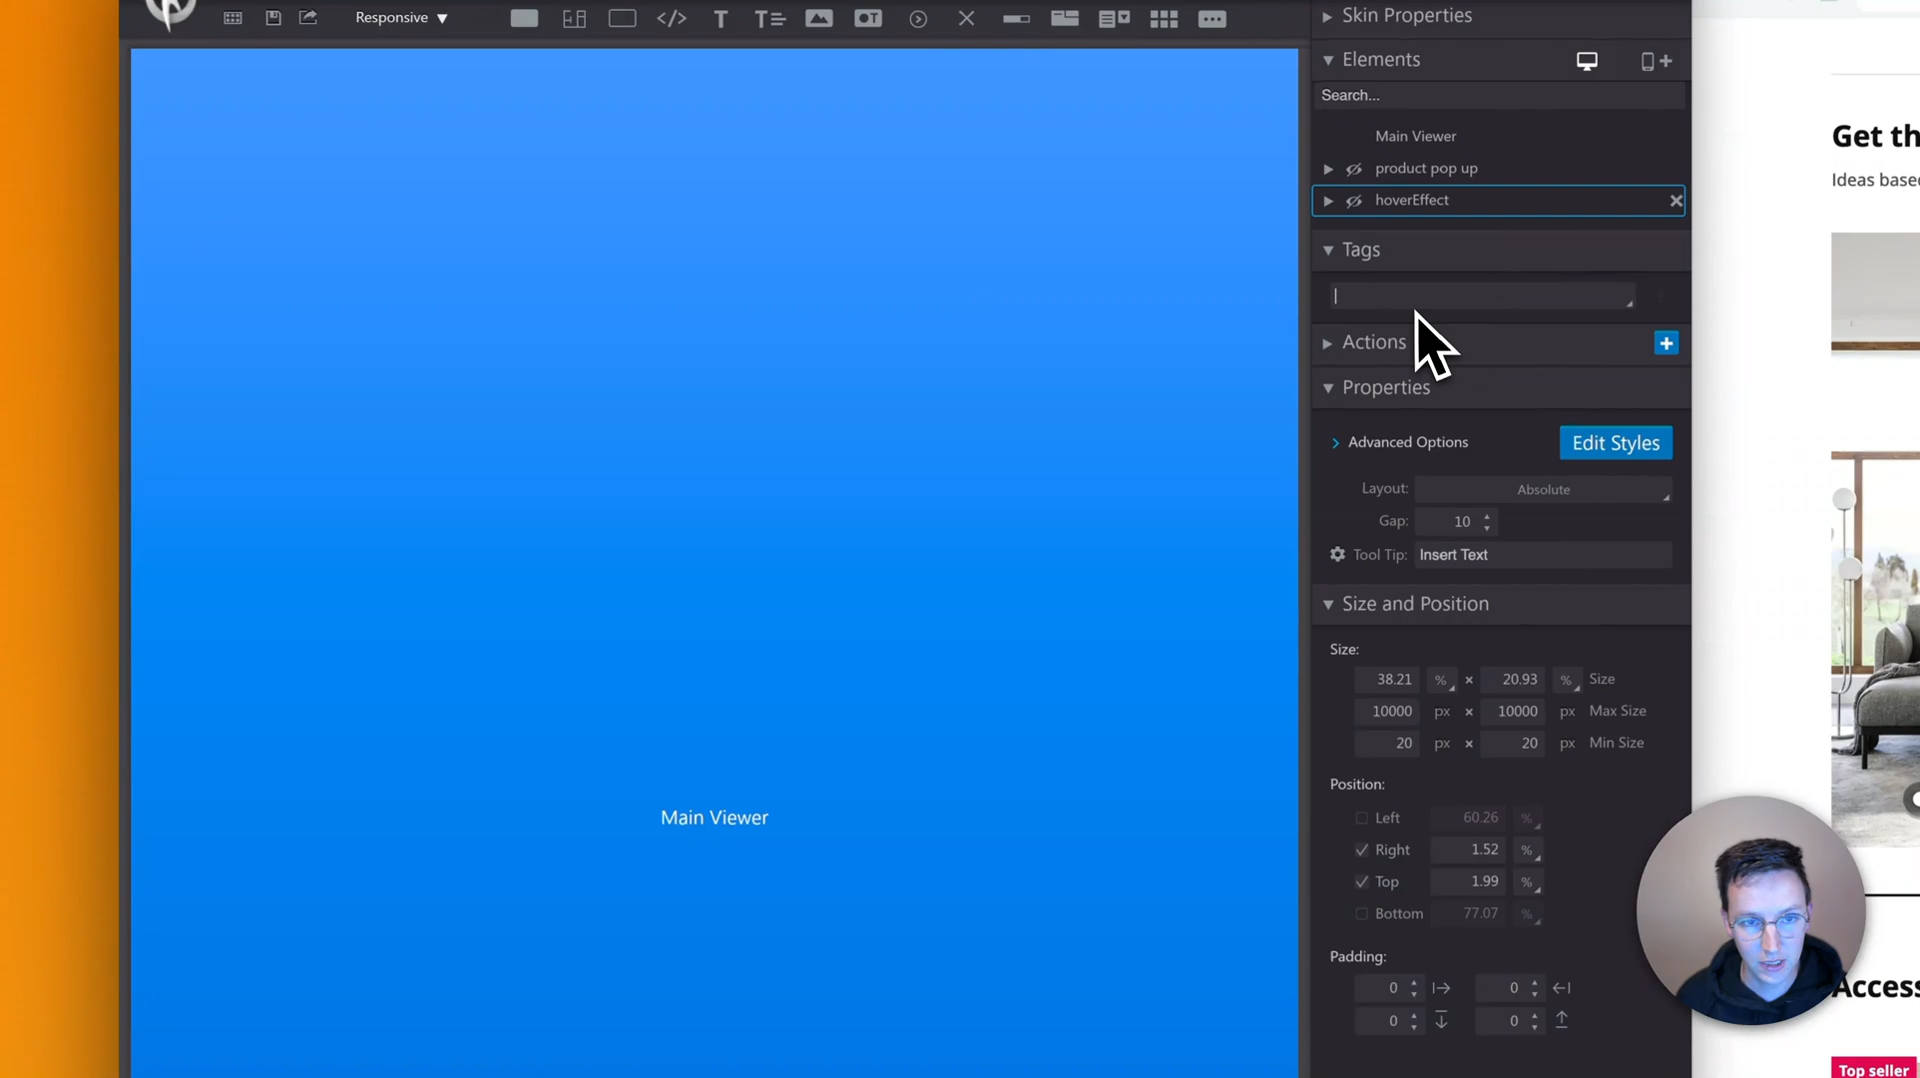 Responsive ▼
</>
T
T
OT
Skin Properties
Elements
Search...
Main Viewer
product pop up
hoverEffect
Tags
Actions
Properties
Advanced Options
Edit Styles
Layout: Absolute
Gap: 10
Tool Tip: Insert Text
Size and Position
Size:
38.21 % × 20.93 % Size
10000 px × 10000 px Max Size
20 px × 20 px Min Size
Position:
Left 60.26 %
Right 1.52 %
Top 1.99 %
Bottom 77.07 %
Padding:
0 0
0 0
Main Viewer
Get th
Ideas base
Access
Top seller